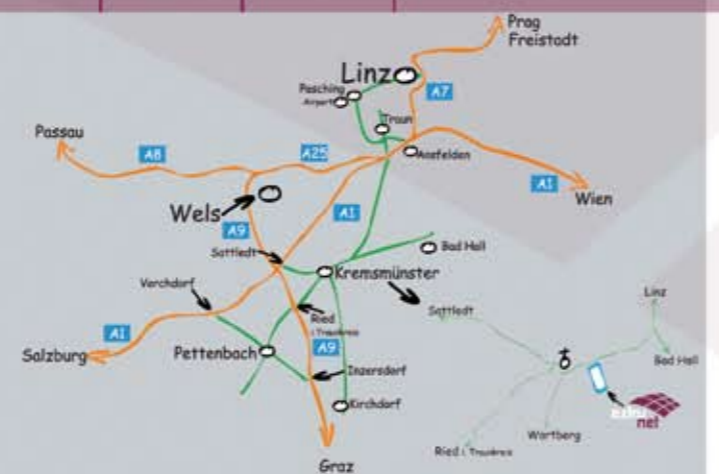 Prag
Freistadt
Linz
Pasching
Airport
A7
Traun
Passau
A8
A25
Ansfelden
A1
Wien
Wels
A1
A9
Sattledt
Bad Hall
Kremsmünster
Vorchdorf
Linz
Sattledt
Ried
i. Traunkreis
A1
A9
Salzburg
Pettenbach
Bad Hall
Inzersdorf
Kirchdorf
nel
Wartberg
Ried i. Traunkreis
Graz